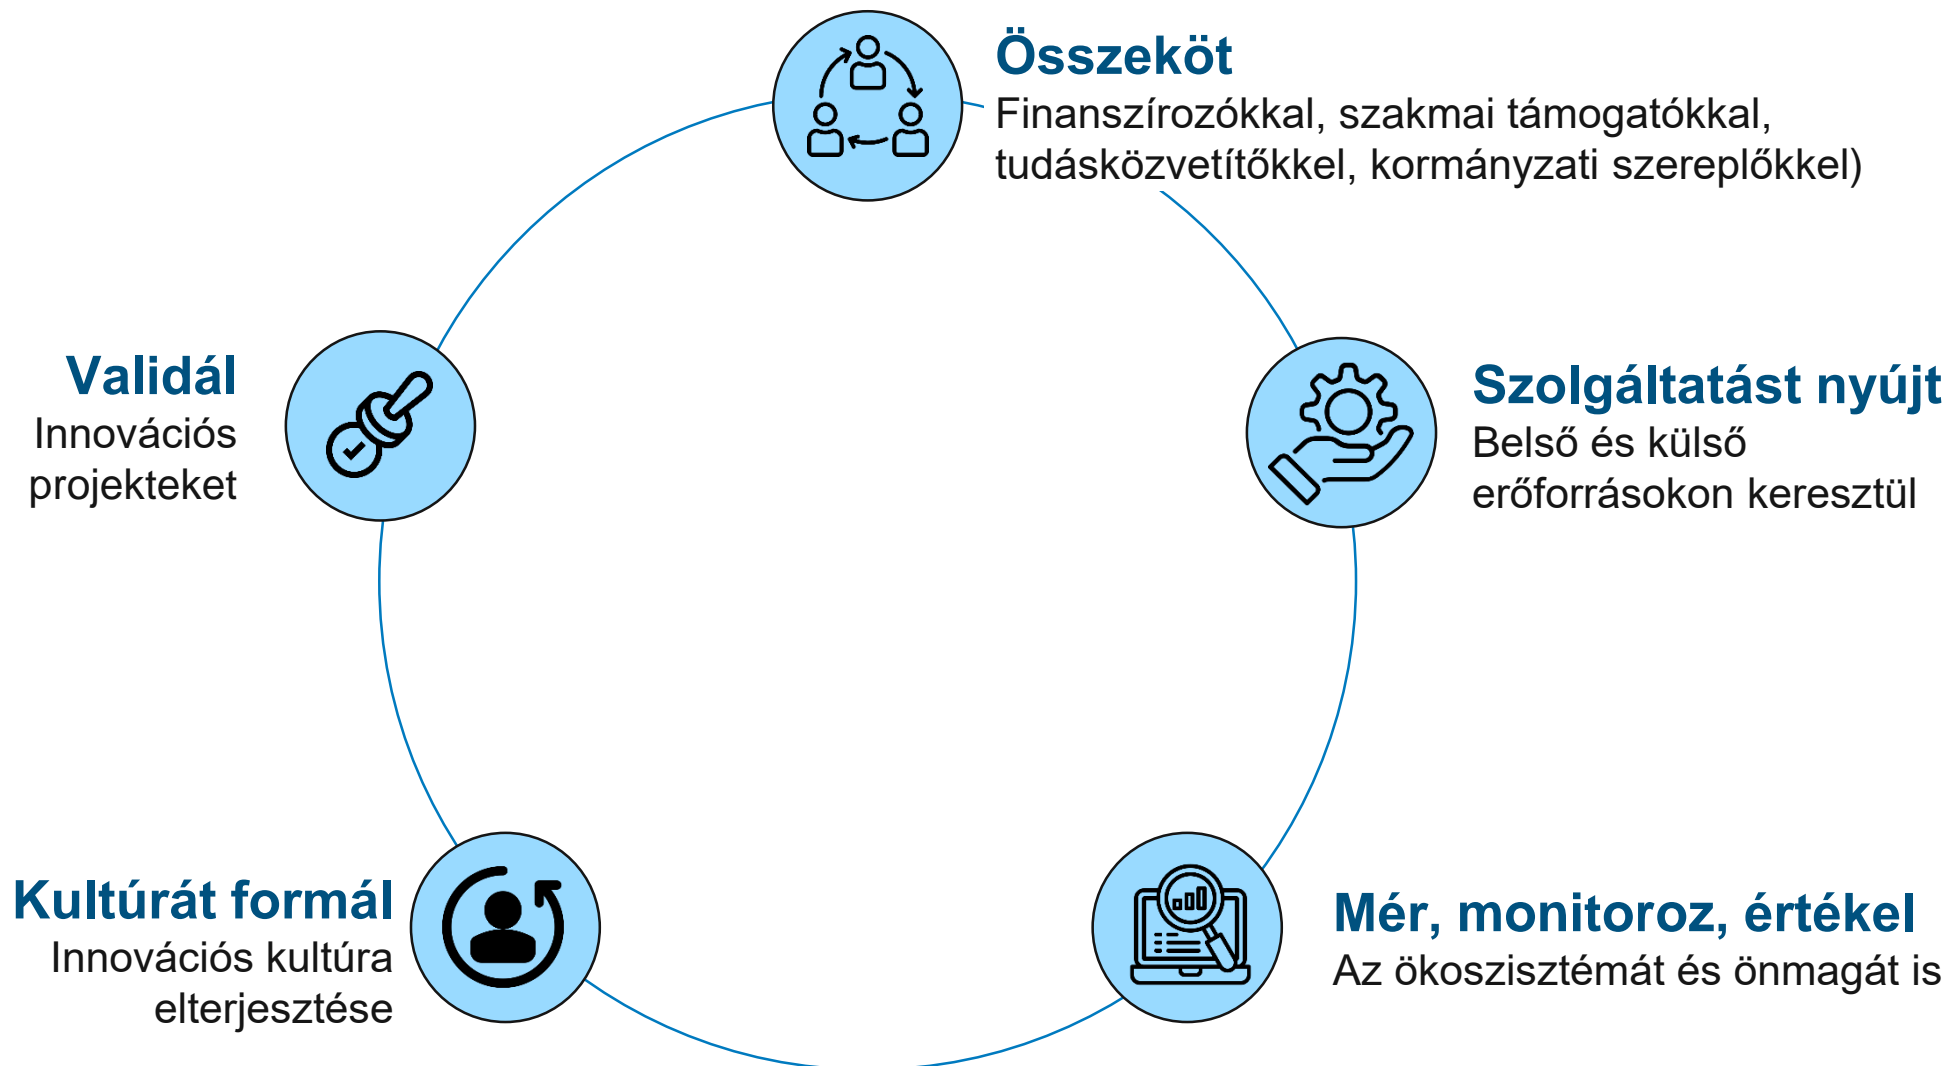 Összeköt
Finanszírozókkal, szakmai támogatókkal,
tudásközvetítőkkel, kormányzati szereplőkkel)
Validál
Innovációs
projekteket
Szolgáltatást nyújt
Belső és külső
erőforrásokon keresztül
Kultúrát formál
Innovációs kultúra
elterjesztése
Mér, monitoroz, értékel
Az ökoszisztémát és önmagát is